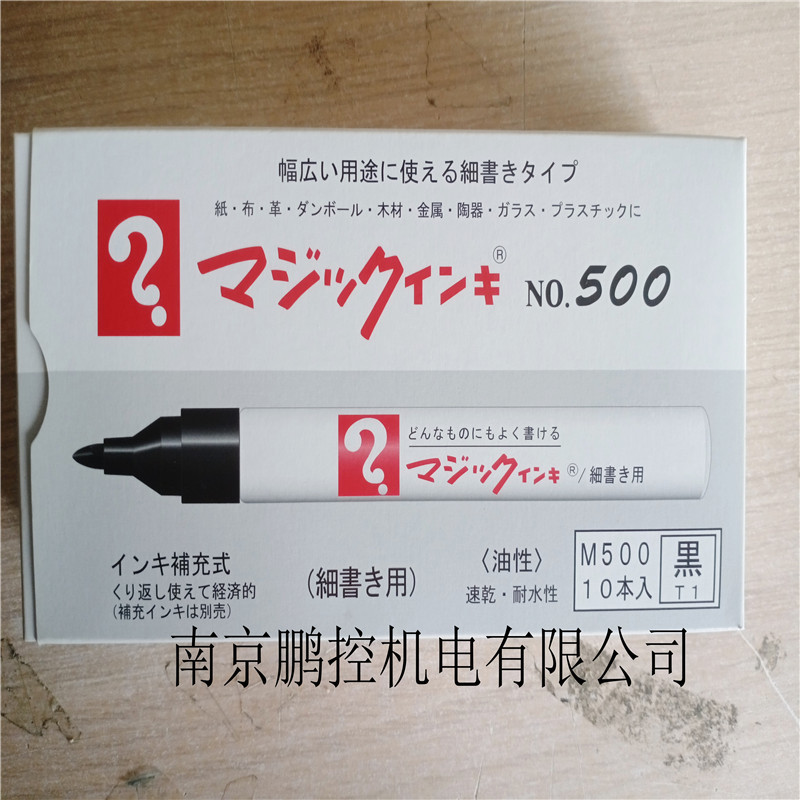 幅広い用途に使える細書きタイプ
紙・布・革・ダンボール・木材・金属・陶器・ガラス・プラスチックに
?
マジックインキ® NO.500
?
どんなものにもよく書ける
マジックインキ®/細書き用
インキ補充式
くり返し使えて経済的
(補充インキは別売)
(細書き用)
〈油性〉
速乾・耐水性
M500
10本入
黒
T1
南京鹏控机电有限公司